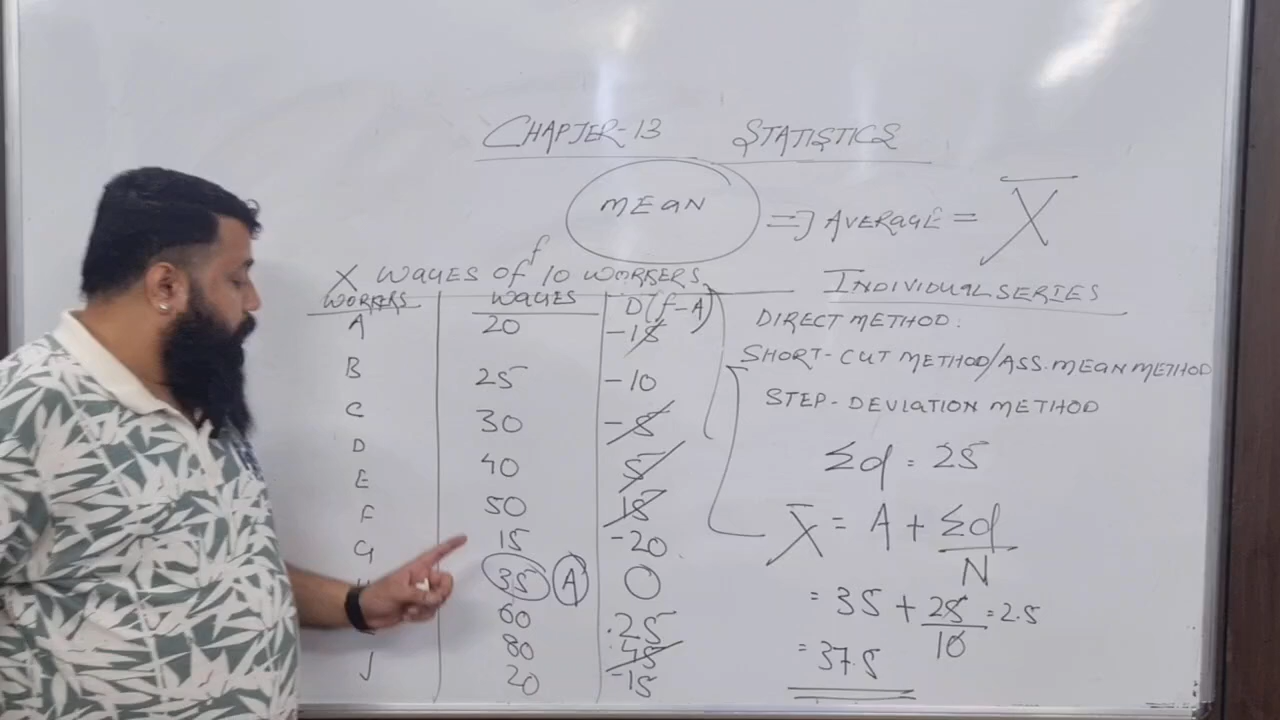 CHAPTER-13 STATISTICS
MEAN => AVERAGE = X̄
f
X WAGES OF 10 WORKERS
INDIVIDUAL SERIES
WORKERS WAGES D(f-A)
DIRECT METHOD:
SHORT-CUT METHOD/ASS.MEAN METHOD
STEP-DEVIATION METHOD
A 20 -15
B 25 -10
C 30 -5
D 40 5
E 50 15
F 15 -20
G 35 A 0
60 25
80 45
J 20 -15
Σd = 25
X̄ = A + Σd/N
= 35 + 25/10 = 2.5
= 37.5